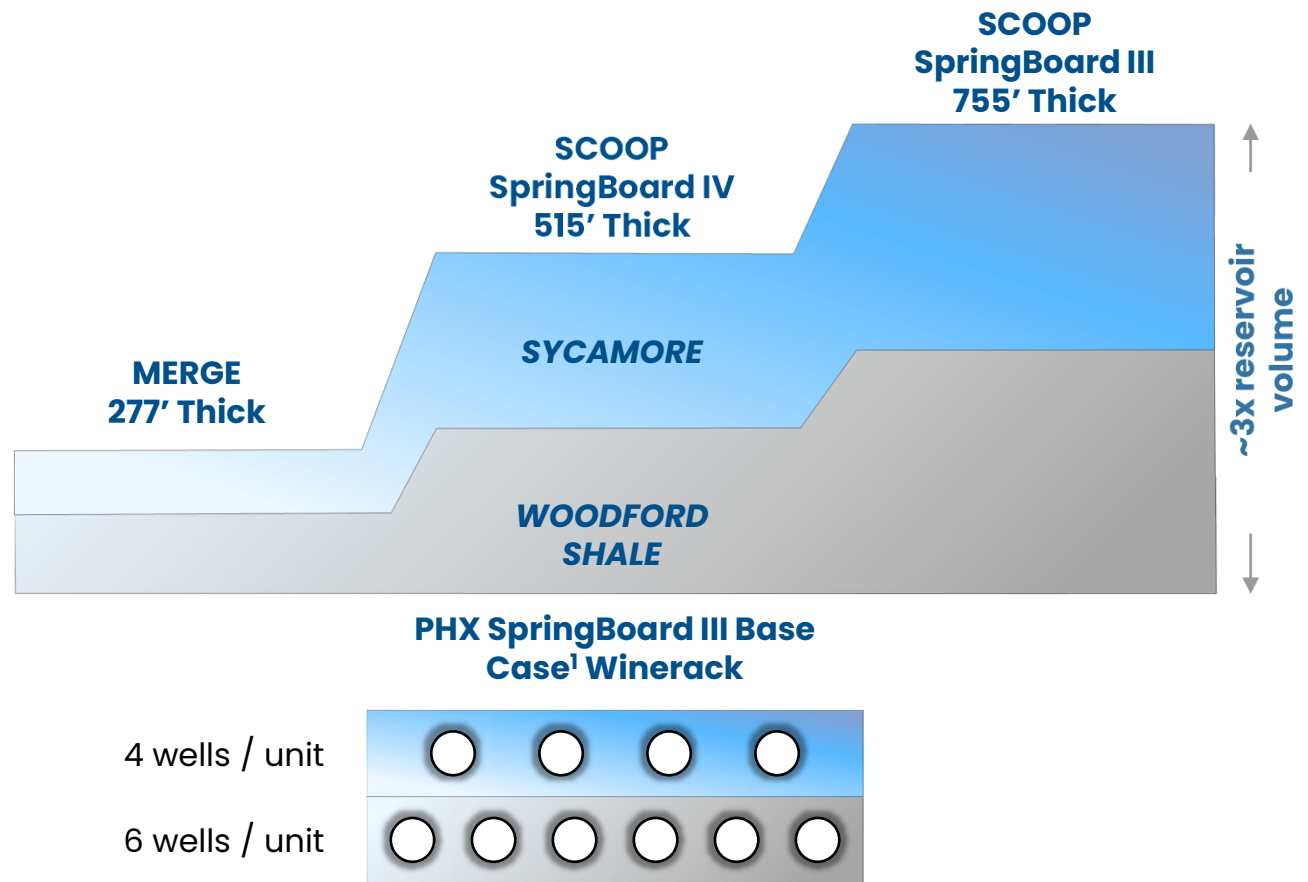 SCOOP
SpringBoard III
755’ Thick
SCOOP
SpringBoard IV
515’ Thick
MERGE
277’ Thick
SYCAMORE
WOODFORD
SHALE
~3x reservoir
volume
PHX SpringBoard III Base
Case¹ Winerack
4 wells / unit
6 wells / unit